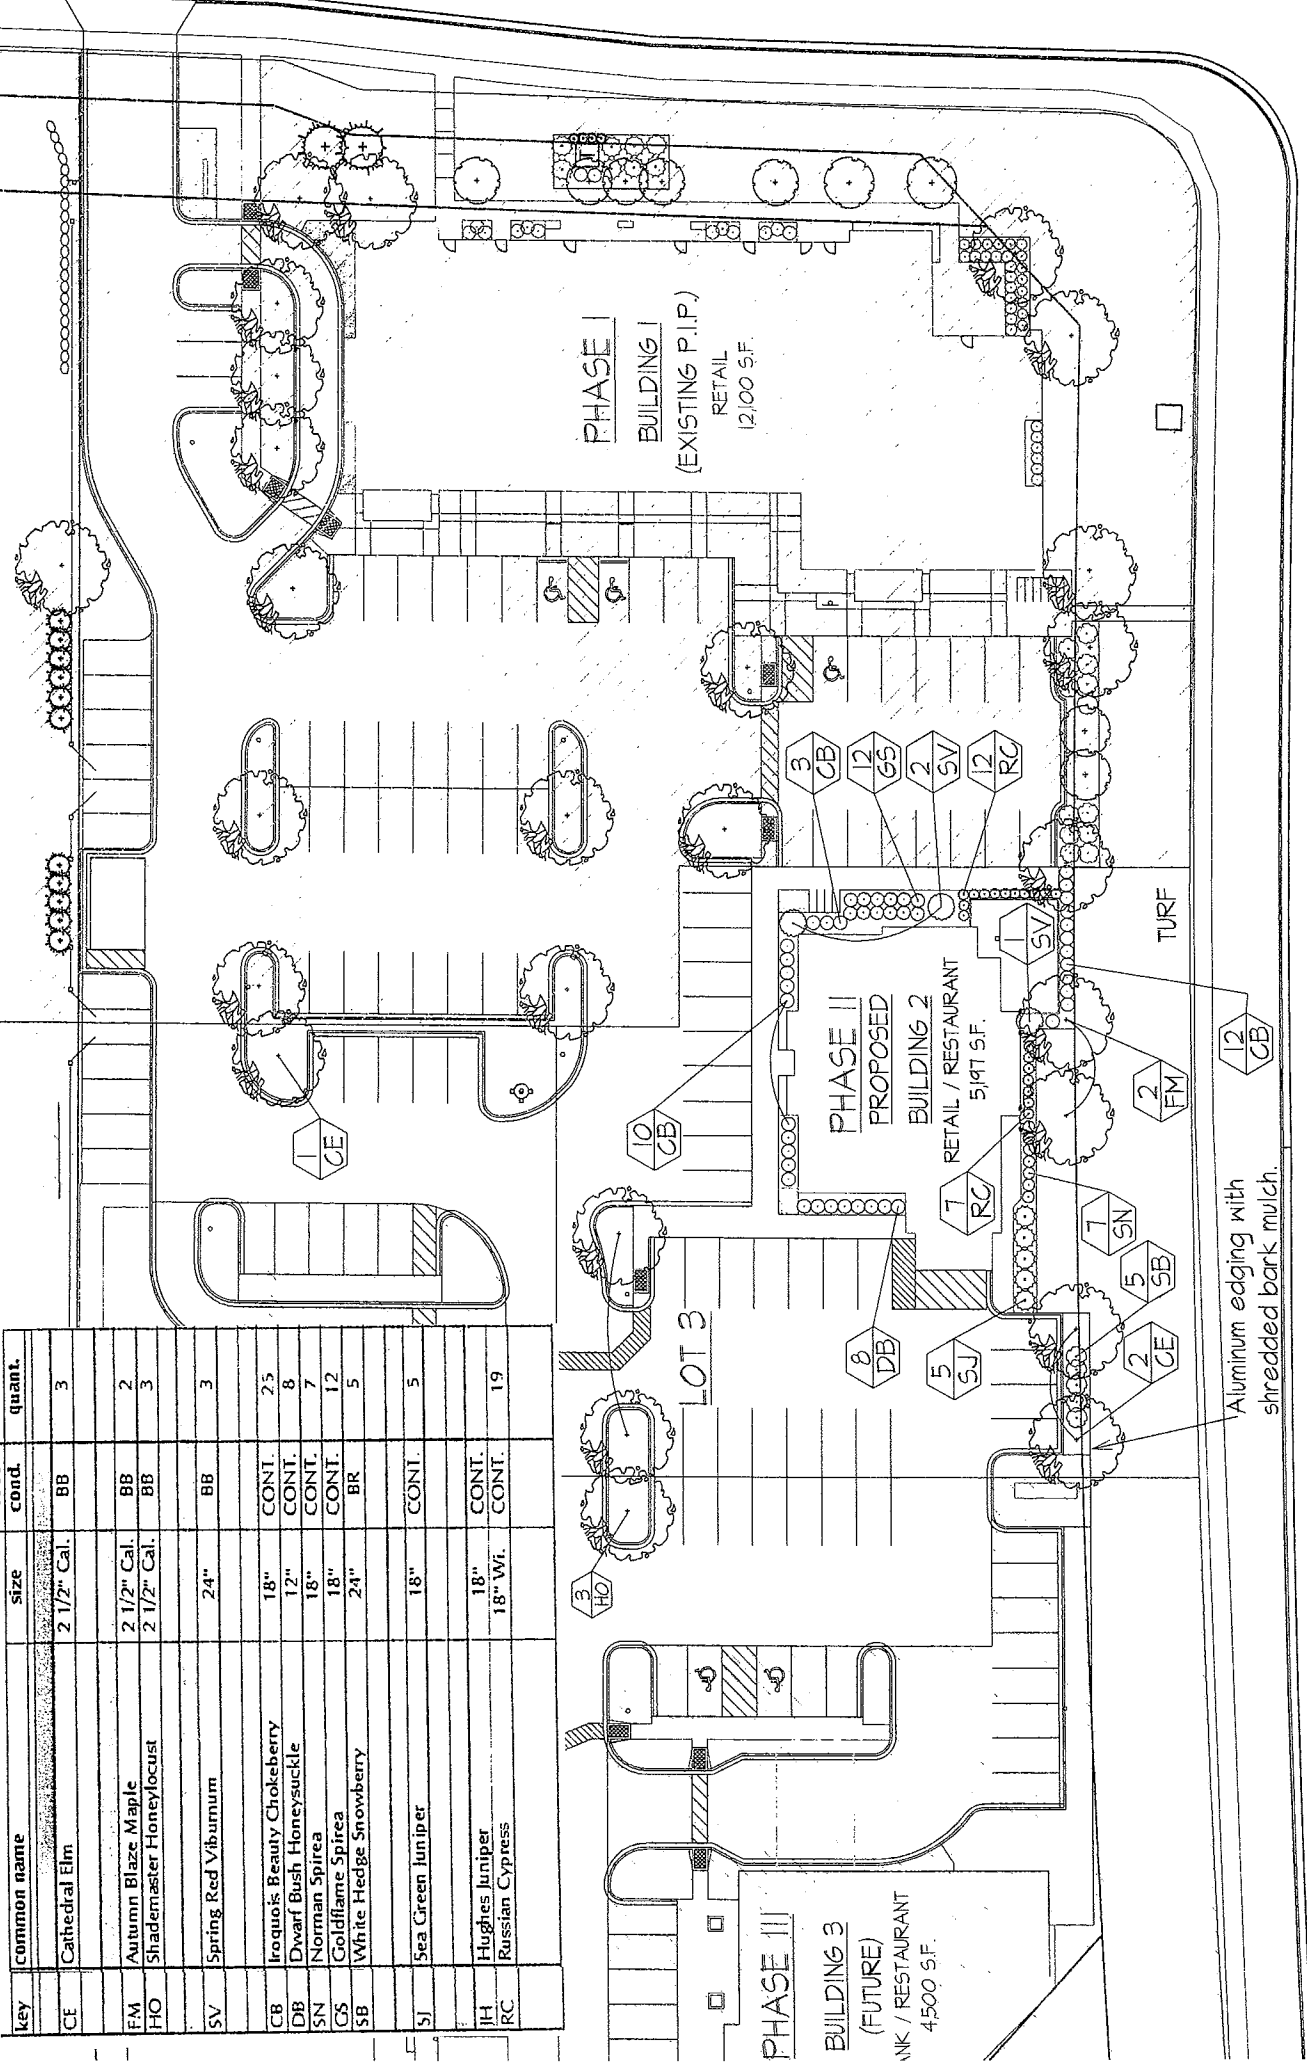 key common name size cond. quant.
CE Cathedral Elm 2 1/2" Cal. BB 3
FM Autumn Blaze Maple 2 1/2" Cal. BB 2
HO Shademaster Honeylocust 2 1/2" Cal. BB 3
SV Spring Red Viburnum 24" BB 3
CB Iroquois Beauty Chokeberry 18" CONT. 25
DB Dwarf Bush Honeysuckle 12" CONT. 8
SN Norman Spirea 18" CONT. 7
GS Goldflame Spirea 18" CONT. 12
SB White Hedge Snowberry 24" BR 5
SJ Sea Green Juniper 18" CONT. 5
JH Hughes Juniper 18" CONT.
RC Russian Cypress 18" Wi. CONT. 19
PHASE I
BUILDING 1
(EXISTING P.I.P.)
RETAIL
12,100 S.F.
3
CB
12
GS
2
SV
12
RC
1
SV
TURF
PHASE II
PROPOSED
BUILDING 2
RETAIL / RESTAURANT
5,197 S.F.
1
CE
10
CB
12
CB
2
FM
7
RC
7
SN
5
SB
2
CE
8
DB
5
SJ
LOT 3
3
HO
Aluminum edging with
shredded bark mulch.
PHASE III
BUILDING 3
(FUTURE)
NK / RESTAURANT
4,500 S.F.